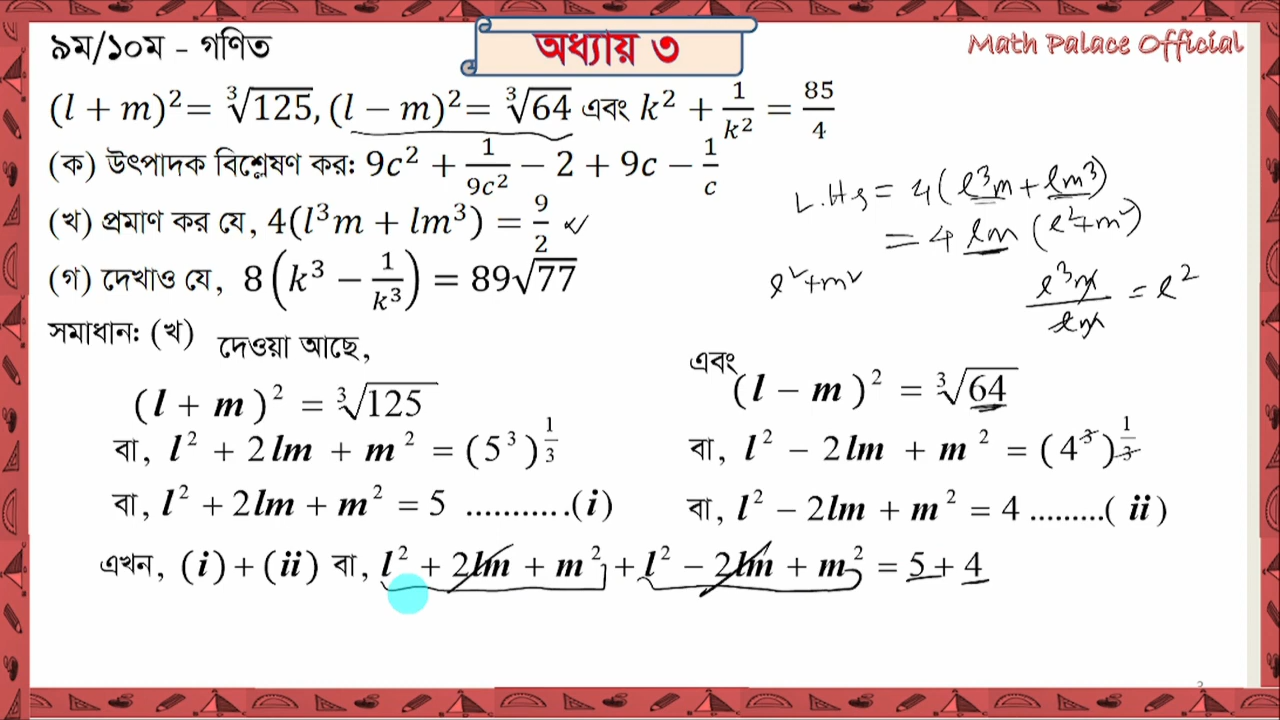 ৯ম/১০ম - গণিত
অধ্যায় ৩
Math Palace Official
(l + m)² = ∛125, (l − m)² = ∛64 এবং k² + 1/k² = 85/4
(ক) উৎপাদক বিশ্লেষণ কর: 9c² + 1/9c² − 2 + 9c − 1/c
(খ) প্রমাণ কর যে, 4(l³m + lm³) = 9/2
(গ) দেখাও যে, 8(k³ − 1/k³) = 89√77
L.Hs = 4(l³m + lm³)
= 4 lm (l²+m²)
l²+m²
l³m/lm = l²
সমাধান: (খ) দেওয়া আছে,
(l + m)² = ∛125
বা, l² + 2lm + m² = (5³)^1/3
বা, l² + 2lm + m² = 5 ...........(i)
এবং (l − m)² = ∛64
বা, l² − 2lm + m² = (4³)^1/3
বা, l² − 2lm + m² = 4 .........(ii)
এখন, (i) + (ii) বা, l² + 2lm + m² + l² − 2lm + m² = 5 + 4